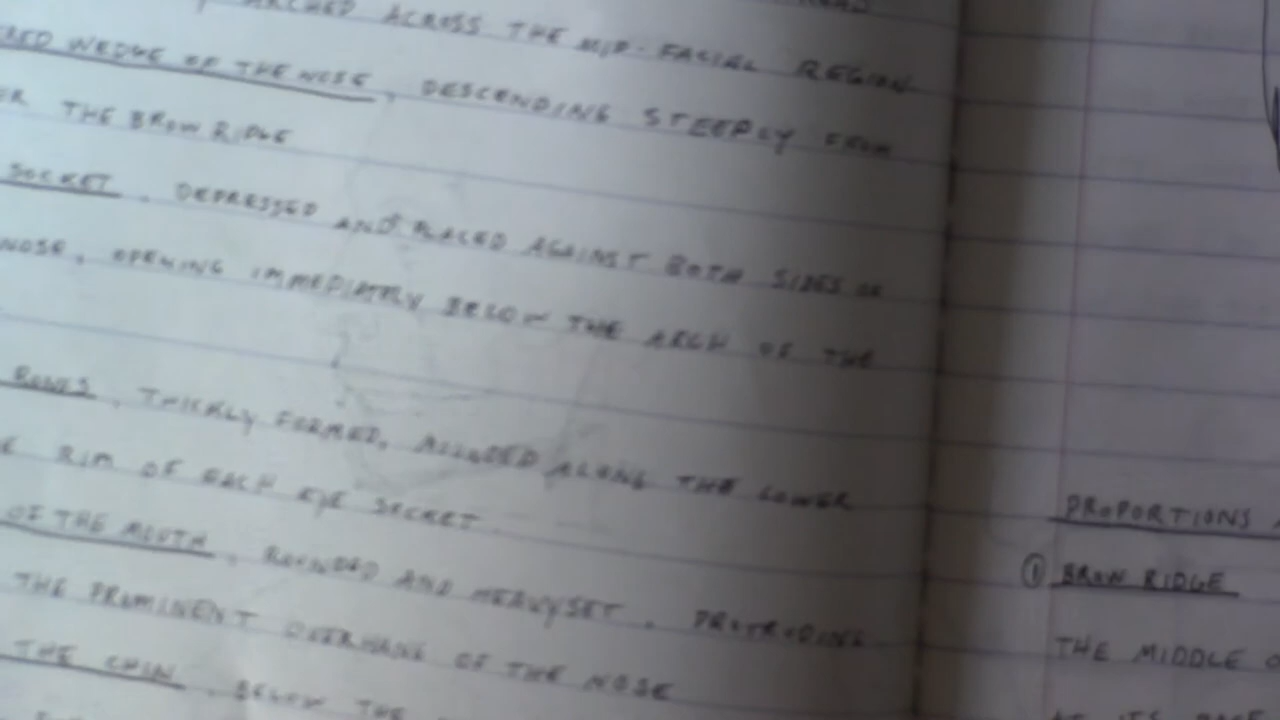 ARCHED ACROSS THE MID-FACIAL REGION
RED WEDGE OF THE NOSE, DESCENDING STEEPLY FROM
THE BROW RIDGE
SOCKET, DEPRESSED AND PLACED AGAINST BOTH SIDES OF
NOSE, OPENING IMMEDIATELY BELOW THE ARCH OF THE
BONES, THICKLY FORMED, ALLUDED ALONG THE LOWER
RIM OF EACH EYE SOCKET
OF THE MOUTH, ROUNDED AND HEAVYSET, PROTRUDING
THE PROMINENT OVERHANG OF THE NOSE
THE CHIN, BELOW THE
PROPORTIONS
① BROW RIDGE
THE MIDDLE